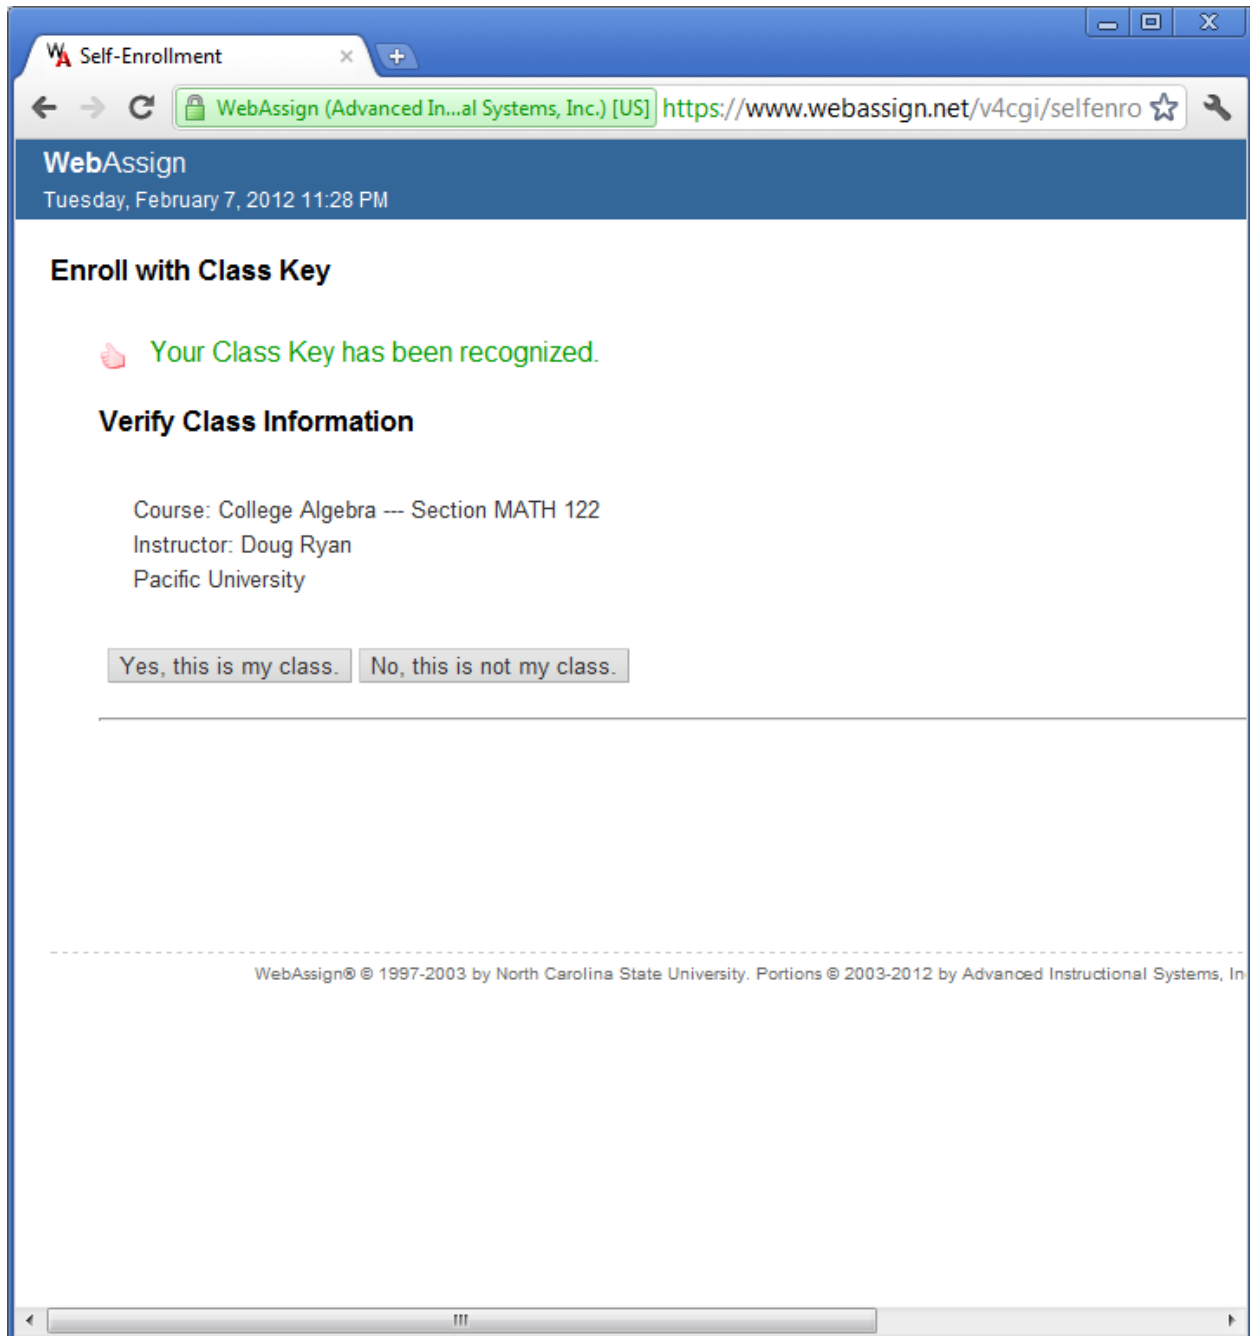 Self-Enrollment
WebAssign (Advanced In...al Systems, Inc.) [US] https://www.webassign.net/v4cgi/selfenro
WebAssign
Tuesday, February 7, 2012 11:28 PM
Enroll with Class Key
Your Class Key has been recognized.
Verify Class Information
Course: College Algebra --- Section MATH 122
Instructor: Doug Ryan
Pacific University
Yes, this is my class. No, this is not my class.
WebAssign® © 1997-2003 by North Carolina State University. Portions © 2003-2012 by Advanced Instructional Systems, In